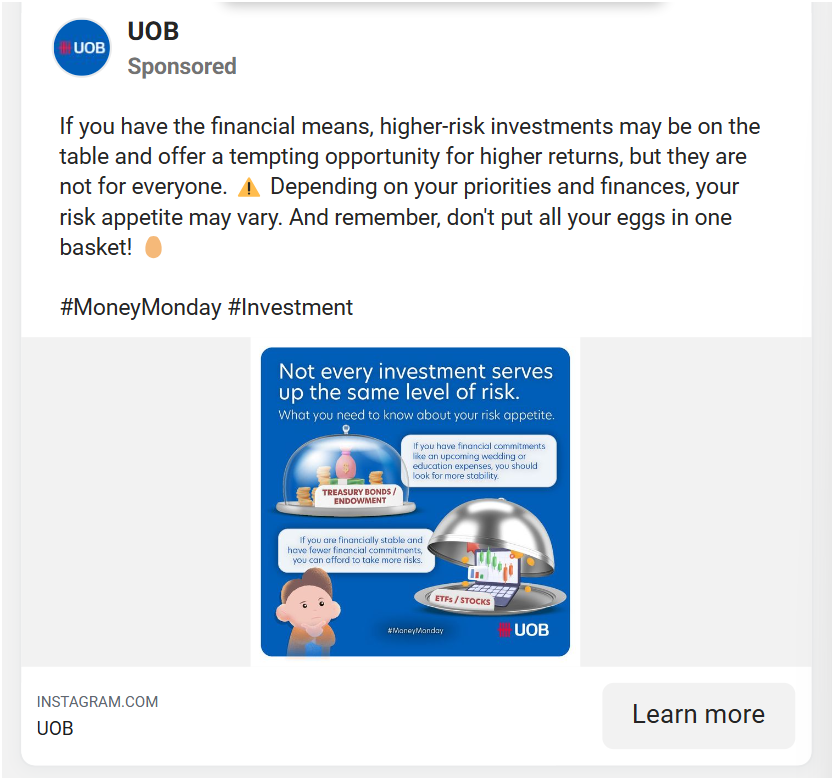 UOB
UOB
Sponsored
If you have the financial means, higher-risk investments may be on the
table and offer a tempting opportunity for higher returns, but they are
not for everyone. ⚠️ Depending on your priorities and finances, your
risk appetite may vary. And remember, don't put all your eggs in one
basket! 🥚
#MoneyMonday #Investment
Not every investment serves
up the same level of risk.
What you need to know about your risk appetite.
If you have financial commitments
like an upcoming wedding or
education expenses, you should
look for more stability.
TREASURY BONDS /
ENDOWMENT
If you are financially stable and
have fewer financial commitments,
you can afford to take more risks.
ETFs / STOCKS
#MoneyMonday
UOB
INSTAGRAM.COM
UOB
Learn more